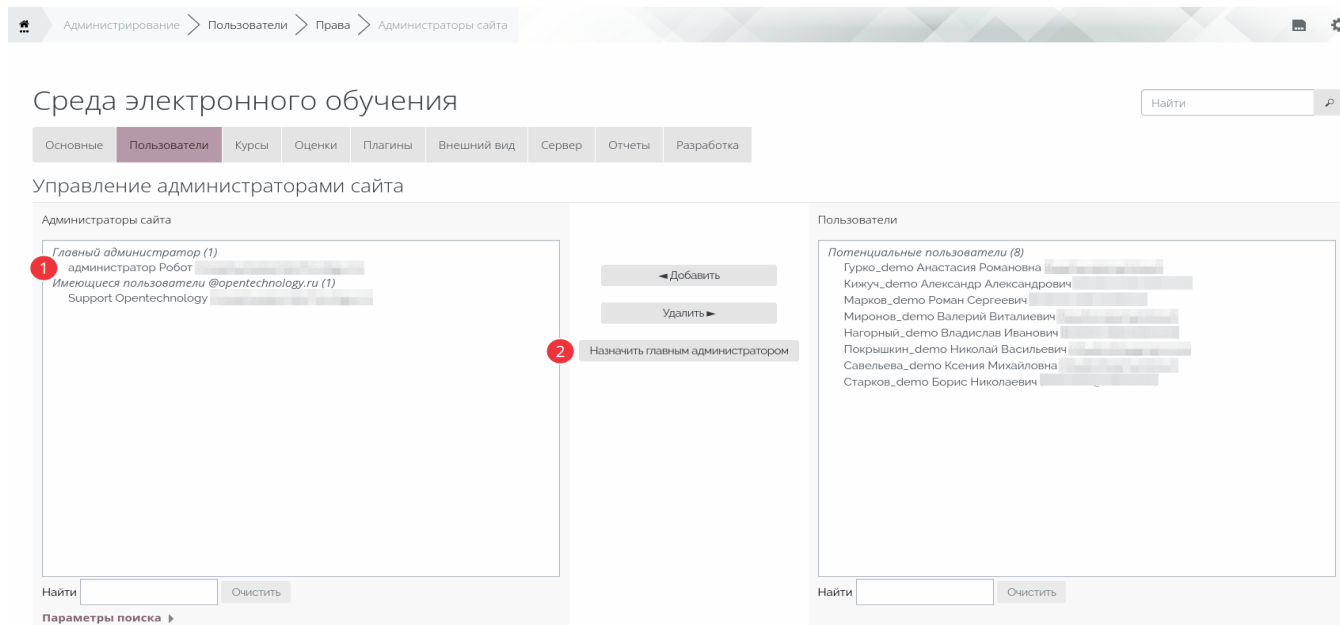 Администрирование Пользователи Права Администраторы сайта
Среда электронного обучения
Найти
Основные Пользователи Курсы Оценки Плагины Внешний вид Сервер Отчеты Разработка
Управление администраторами сайта
Администраторы сайта
Главный администратор (1)
1 администратор Робот
Имеющиеся пользователи @opentechnology.ru (1)
Support Opentechnology
Найти Очистить
Параметры поиска
◄ Добавить
Удалить ►
2 Назначить главным администратором
Пользователи
Потенциальные пользователи (8)
Гурко_demo Анастасия Романовна
Кижуч_demo Александр Александрович
Марков_demo Роман Сергеевич
Миронов_demo Валерий Виталиевич
Нагорный_demo Владислав Иванович
Покрышкин_demo Николай Васильевич
Савельева_demo Ксения Михайловна
Старков_demo Борис Николаевич
Найти Очистить